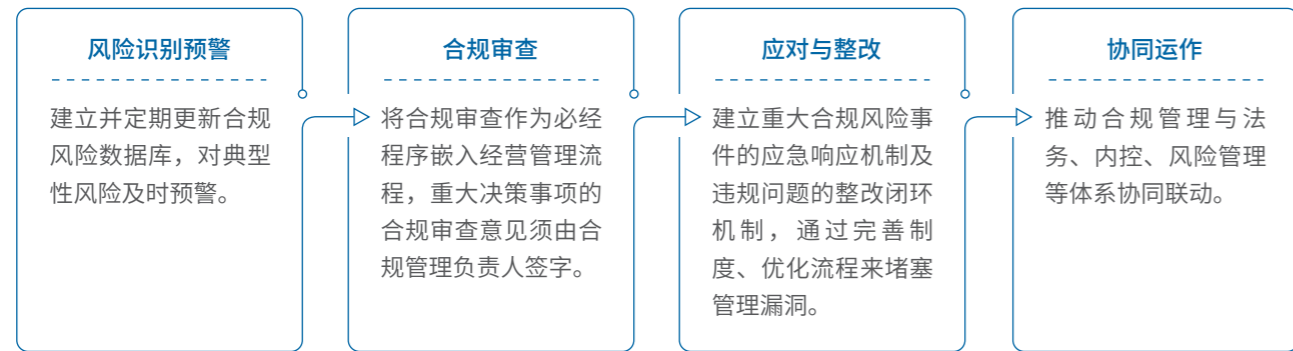 风险识别预警
建立并定期更新合规
风险数据库，对典型
性风险及时预警。
合规审查
将合规审查作为必经
程序嵌入经营管理流
程，重大决策事项的
合规审查意见须由合
规管理负责人签字。
应对与整改
建立重大合规风险事
件的应急响应机制及
违规问题的整改闭环
机制，通过完善制
度、优化流程来堵塞
管理漏洞。
协同运作
推动合规管理与法
务、内控、风险管理
等体系协同联动。